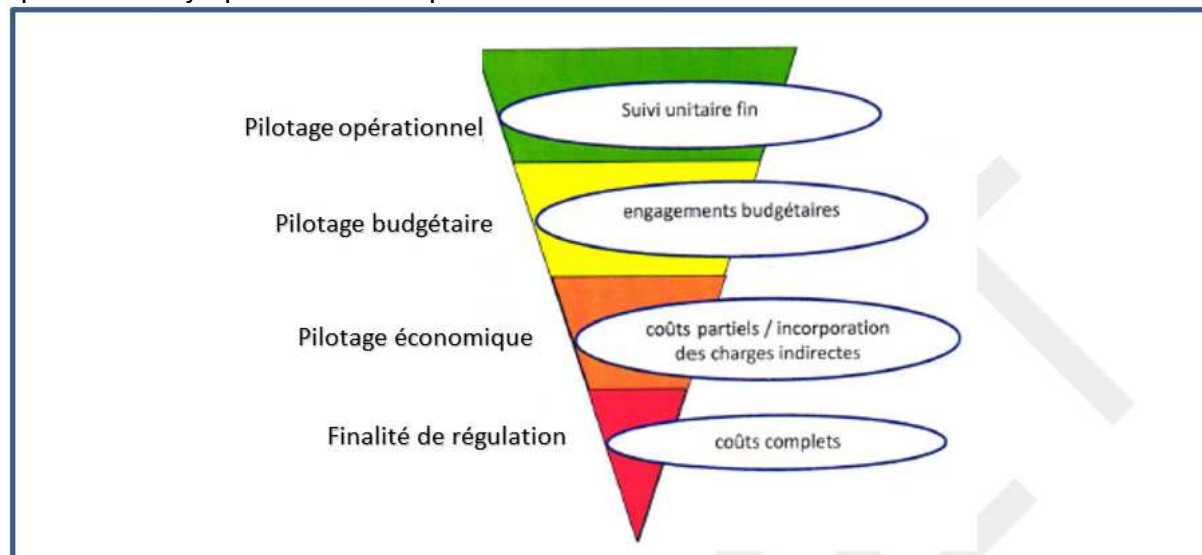 Pilotage opérationnel
Suivi unitaire fin
Pilotage budgétaire
engagements budgétaires
Pilotage économique
coûts partiels / incorporation
des charges indirectes
Finalité de régulation
coûts complets